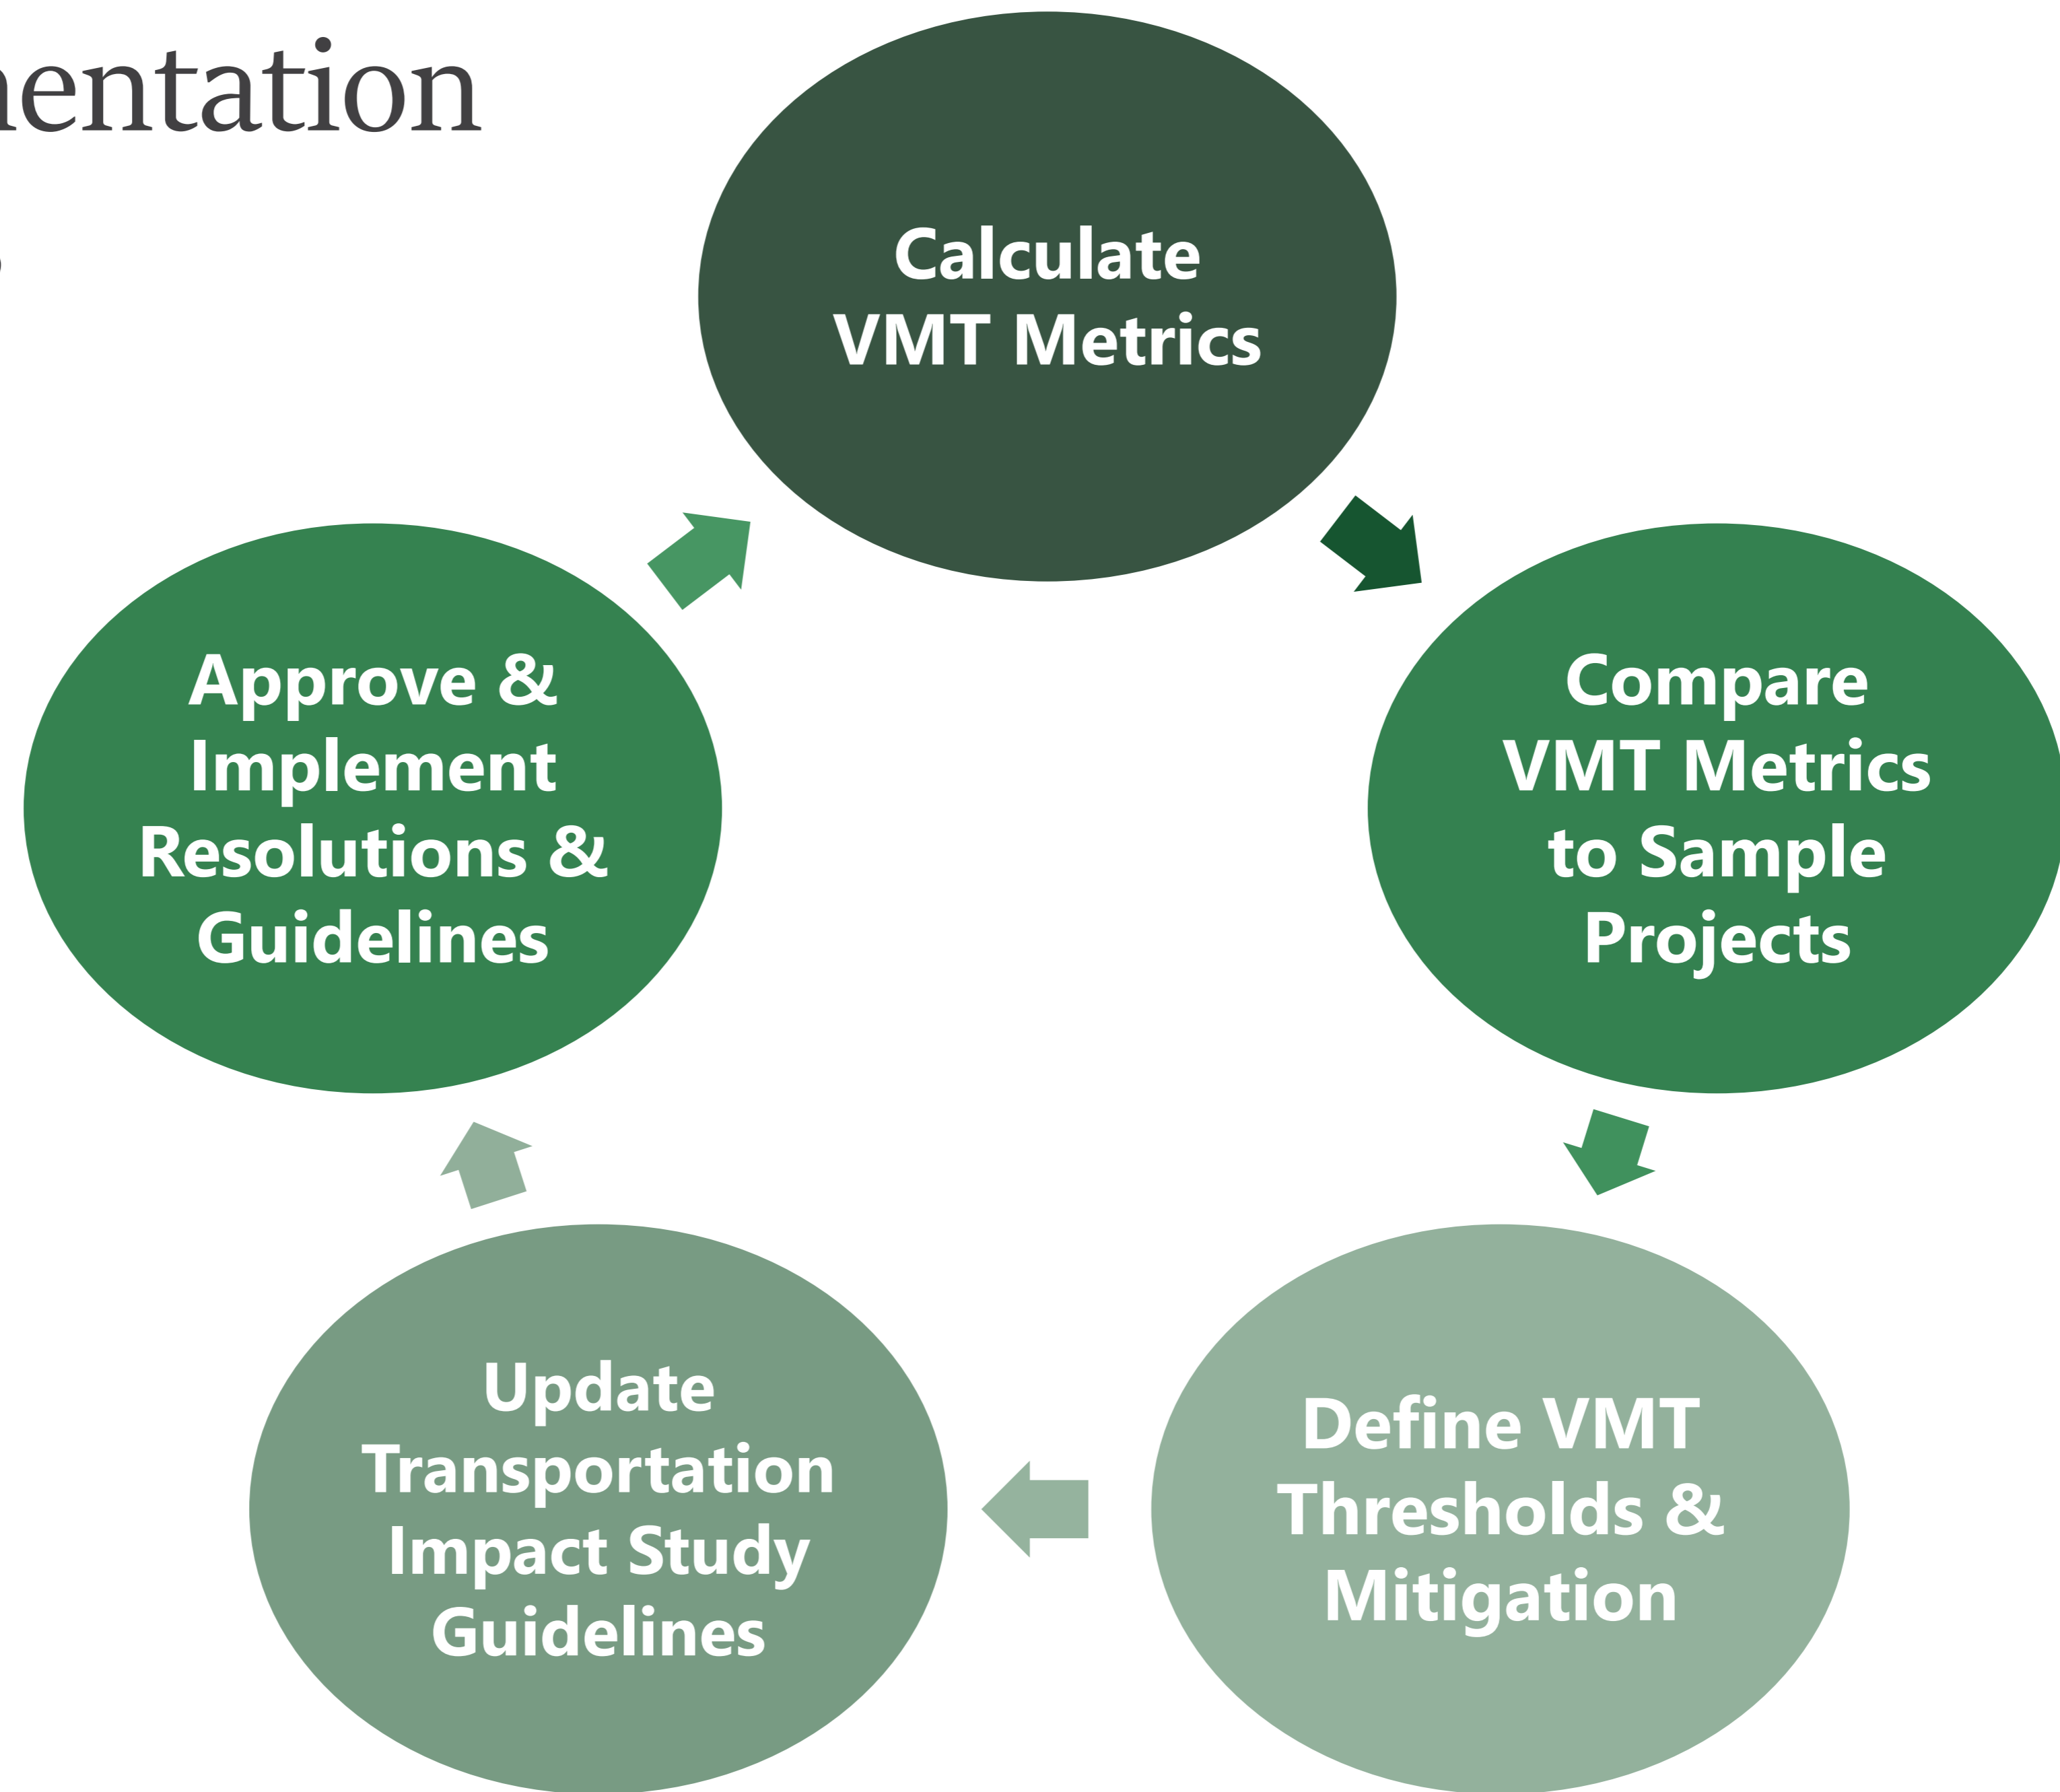 Calculate
VMT Metrics
Compare
VMT Metrics
to Sample
Projects
Define VMT
Thresholds &
Mitigation
Update
Transportation
Impact Study
Guidelines
Approve &
Implement
Resolutions &
Guidelines